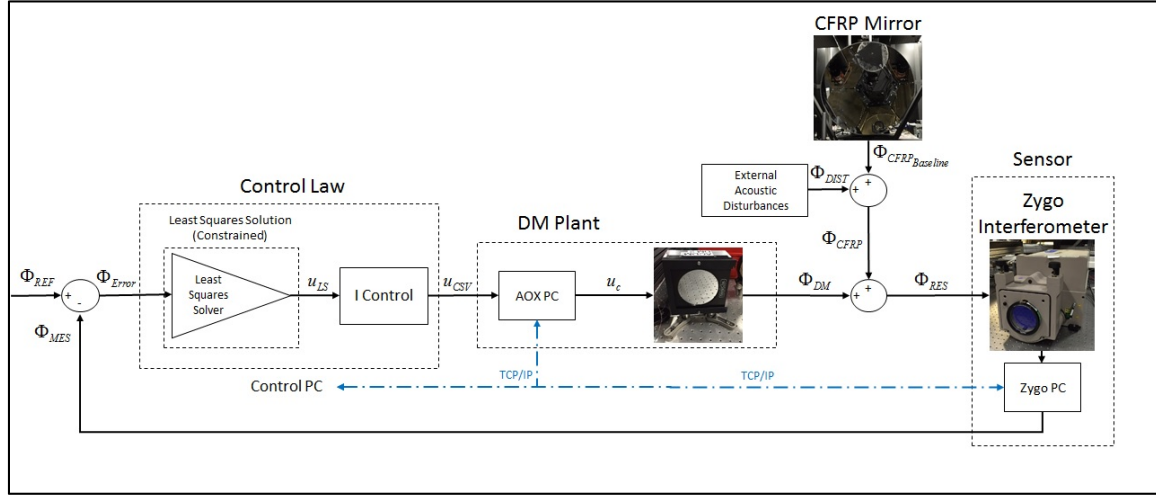 CFRP Mirror
Φ_CFRP_Baseline
External
Acoustic
Disturbances
Φ_DIST
+
+
Sensor
Zygo
Interferometer
Control Law
Least Squares Solution
(Constrained)
DM Plant
Φ_CFRP
Φ_REF
+
-
Φ_Error
Least
Squares
Solver
u_LS
I Control
u_CSV
AOX PC
u_c
Φ_DM
+
+
Φ_RES
Φ_MES
Control PC
TCP/IP
TCP/IP
Zygo PC